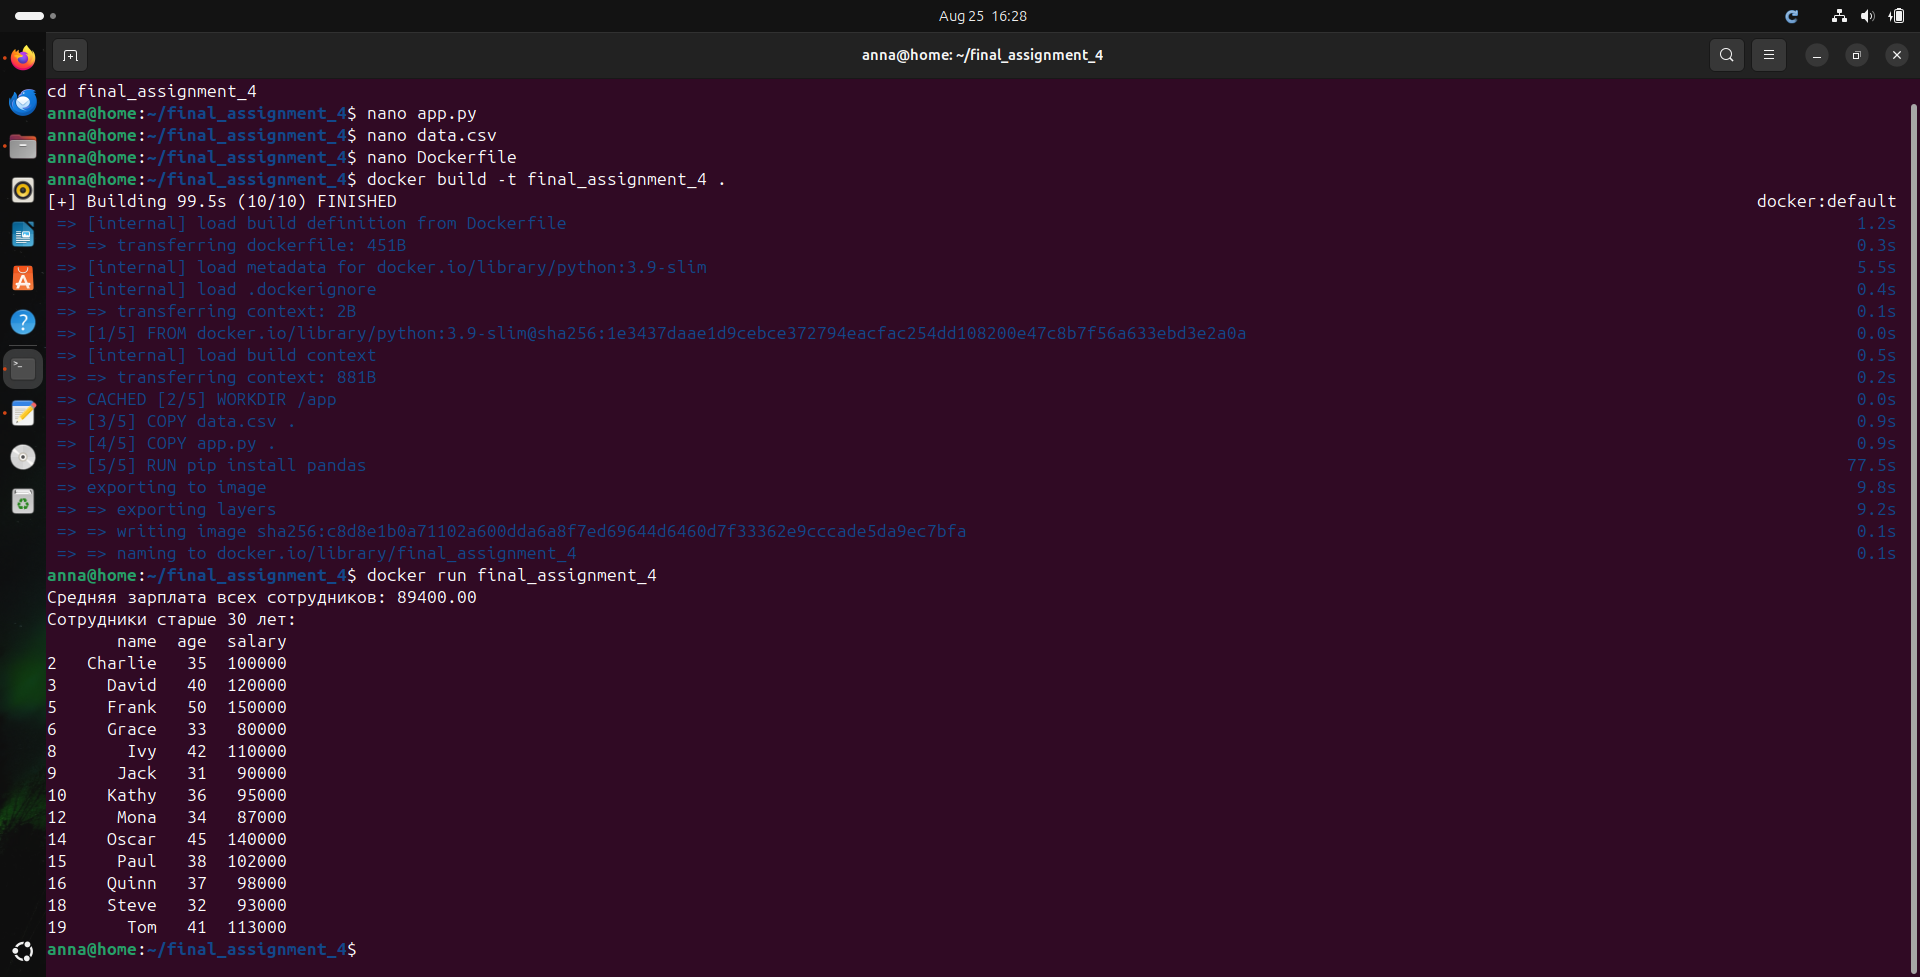 Aug 25 16:28
anna@home: ~/final_assignment_4
cd final_assignment_4
anna@home:~/final_assignment_4$ nano app.py
anna@home:~/final_assignment_4$ nano data.csv
anna@home:~/final_assignment_4$ nano Dockerfile
anna@home:~/final_assignment_4$ docker build -t final_assignment_4 .
[+] Building 99.5s (10/10) FINISHED docker:default
=> [internal] load build definition from Dockerfile 1.2s
=> => transferring dockerfile: 451B 0.3s
=> [internal] load metadata for docker.io/library/python:3.9-slim 5.5s
=> [internal] load .dockerignore 0.4s
=> => transferring context: 2B 0.1s
=> [1/5] FROM docker.io/library/python:3.9-slim@sha256:1e3437daae1d9cebce372794eacfac254dd108200e47c8b7f56a633ebd3e2a0a 0.0s
=> [internal] load build context 0.5s
=> => transferring context: 881B 0.2s
=> CACHED [2/5] WORKDIR /app 0.0s
=> [3/5] COPY data.csv . 0.9s
=> [4/5] COPY app.py . 0.9s
=> [5/5] RUN pip install pandas 77.5s
=> exporting to image 9.8s
=> => exporting layers 9.2s
=> => writing image sha256:c8d8e1b0a71102a600dda6a8f7ed69644d6460d7f33362e9cccade5da9ec7bfa 0.1s
=> => naming to docker.io/library/final_assignment_4 0.1s
anna@home:~/final_assignment_4$ docker run final_assignment_4
Средняя зарплата всех сотрудников: 89400.00
Сотрудники старше 30 лет:
name age salary
2 Charlie 35 100000
3 David 40 120000
5 Frank 50 150000
6 Grace 33 80000
8 Ivy 42 110000
9 Jack 31 90000
10 Kathy 36 95000
12 Mona 34 87000
14 Oscar 45 140000
15 Paul 38 102000
16 Quinn 37 98000
18 Steve 32 93000
19 Tom 41 113000
anna@home:~/final_assignment_4$